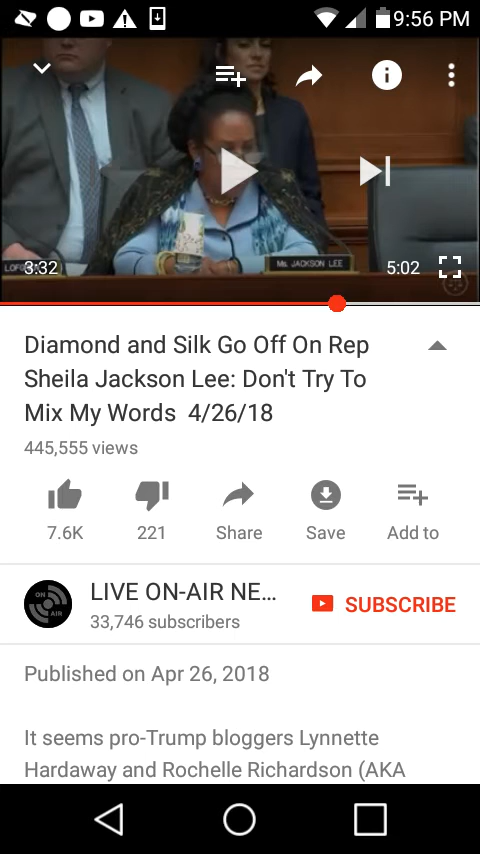 9:56 PM
Ms. JACKSON LEE
3:32
5:02
Diamond and Silk Go Off On Rep
Sheila Jackson Lee: Don't Try To
Mix My Words 4/26/18
445,555 views
7.6K
221
Share
Save
Add to
ON
AIR
LIVE ON-AIR NE...
33,746 subscribers
SUBSCRIBE
Published on Apr 26, 2018
It seems pro-Trump bloggers Lynnette
Hardaway and Rochelle Richardson (AKA